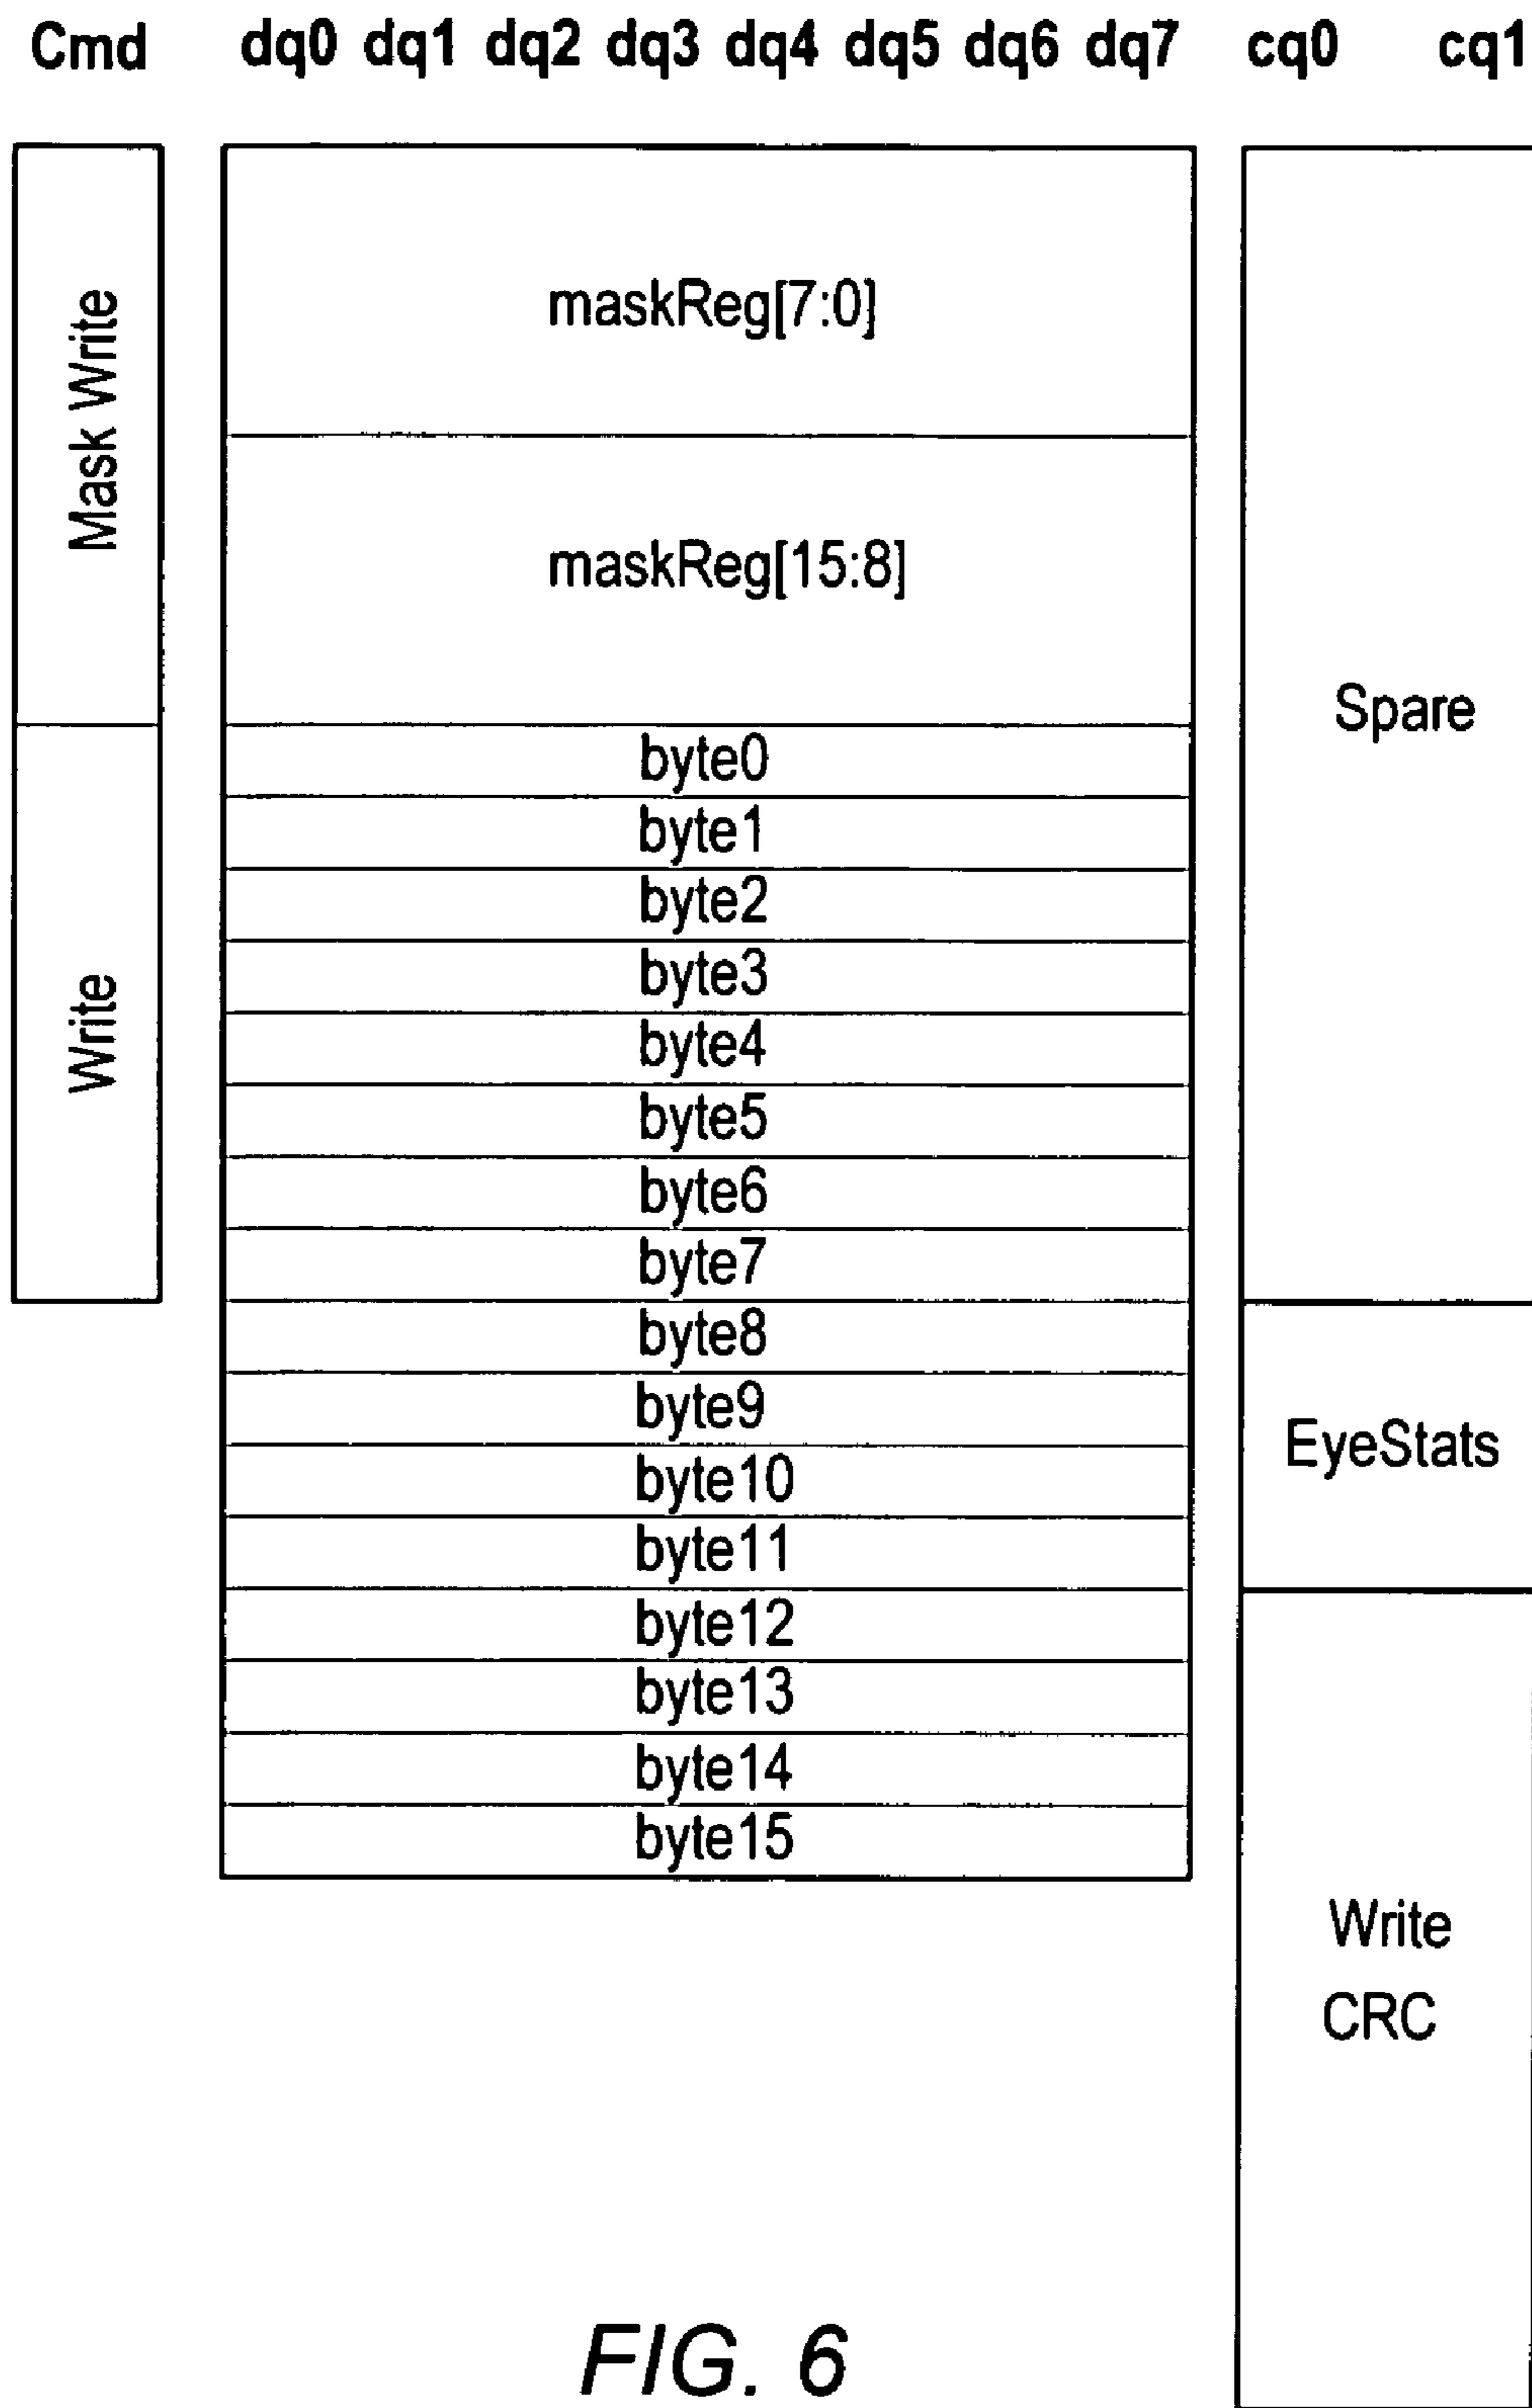 Cmd dq0 dq1 dq2 dq3 dq4 dq5 dq6 dq7 cq0 cq1
Mask Write
Write
maskReg[7:0]
maskReg[15:8]
byte0
byte1
byte2
byte3
byte4
byte5
byte6
byte7
byte8
byte9
byte10
byte11
byte12
byte13
byte14
byte15
Spare
EyeStats
Write
CRC
FIG. 6